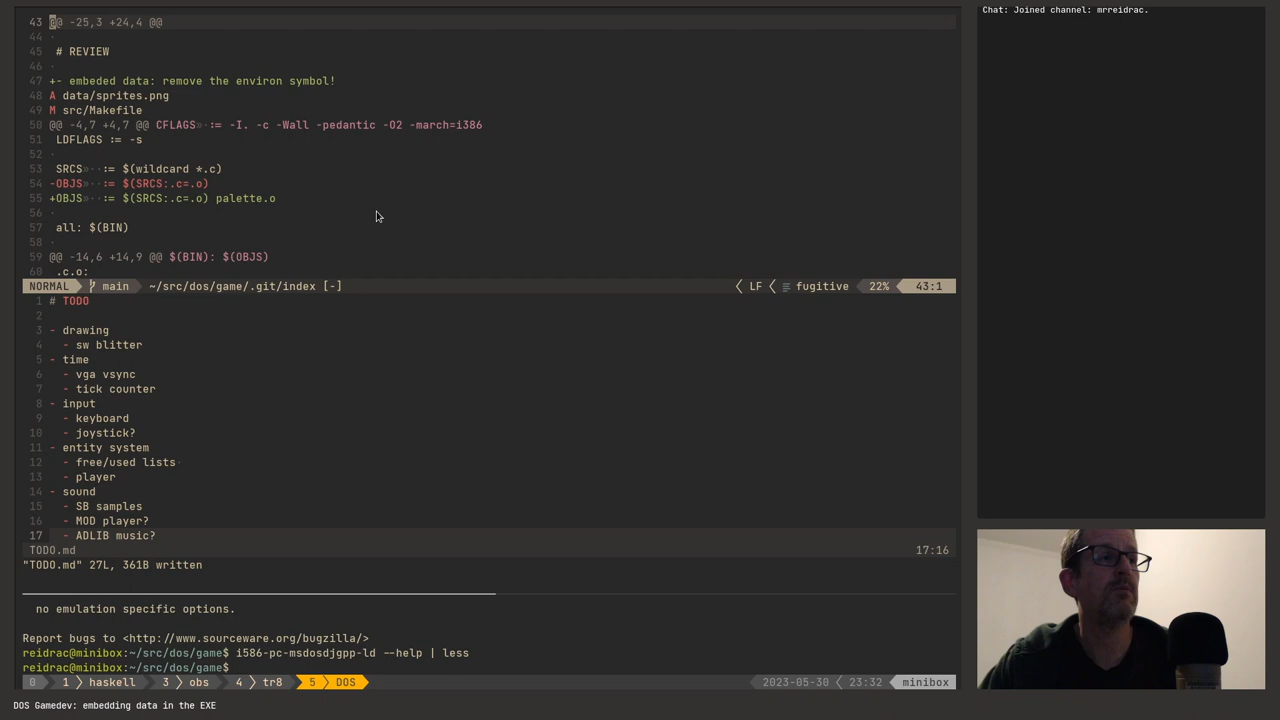 43 @@ -25,3 +24,4 @@
44 ·
45  # REVIEW
46 ·
47 +- embeded data: remove the environ symbol!
48 A data/sprites.png
49 M src/Makefile
50 @@ -4,7 +4,7 @@ CFLAGS»··:= -I. -c -Wall -pedantic -O2 -march=i386
51  LDFLAGS := -s
52 ·
53  SRCS»···:= $(wildcard *.c)
54 -OBJS»···:= $(SRCS:.c=.o)
55 +OBJS»···:= $(SRCS:.c=.o) palette.o
56 ·
57  all: $(BIN)
58 ·
59 @@ -14,6 +14,9 @@ $(BIN): $(OBJS)
60  .c.o:
NORMAL main ~/src/dos/game/.git/index [-] LF fugitive 22% 43:1
1 # TODO
2
3 - drawing
4   - sw blitter
5 - time
6   - vga vsync
7   - tick counter
8 - input
9   - keyboard
10   - joystick?
11 - entity system
12   - free/used lists·
13   - player
14 - sound
15   - SB samples
16   - MOD player?
17   - ADLIB music?
TODO.md 17:16
"TODO.md" 27L, 361B written
no emulation specific options.
Report bugs to <http://www.sourceware.org/bugzilla/>
reidrac@minibox:~/src/dos/game$ i586-pc-msdosdjgpp-ld --help | less
reidrac@minibox:~/src/dos/game$
0 1 haskell 3 obs 4 tr8 5 DOS 2023-05-30 23:32 minibox
DOS Gamedev: embedding data in the EXE
Chat: Joined channel: mrreidrac.